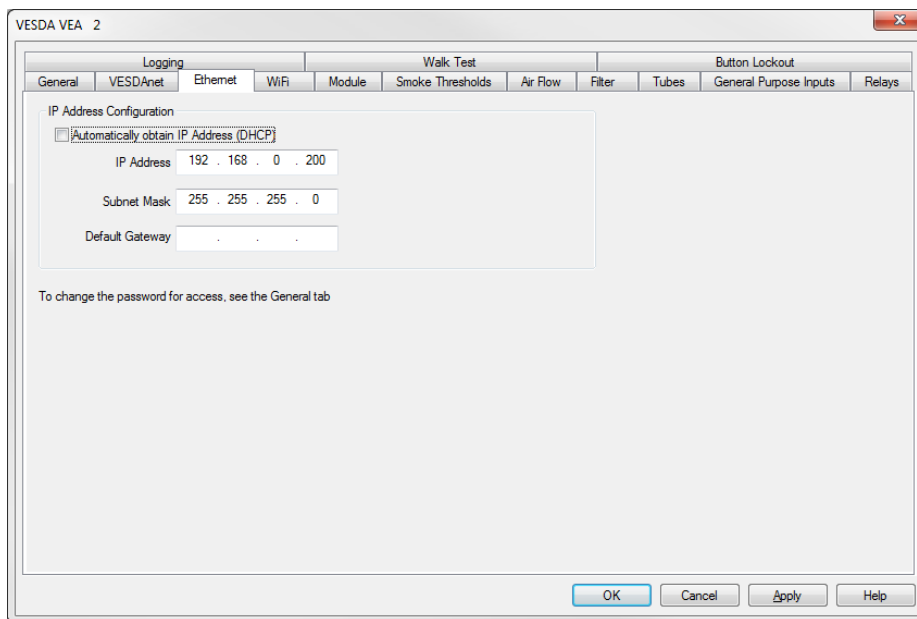 VESDA VEA 2
Logging Walk Test Button Lockout
General VESDAnet Ethernet WiFi Module Smoke Thresholds Air Flow Filter Tubes General Purpose Inputs Relays
IP Address Configuration
Automatically obtain IP Address (DHCP)
IP Address 192 . 168 . 0 . 200
Subnet Mask 255 . 255 . 255 . 0
Default Gateway . . .
To change the password for access, see the General tab
OK Cancel Apply Help